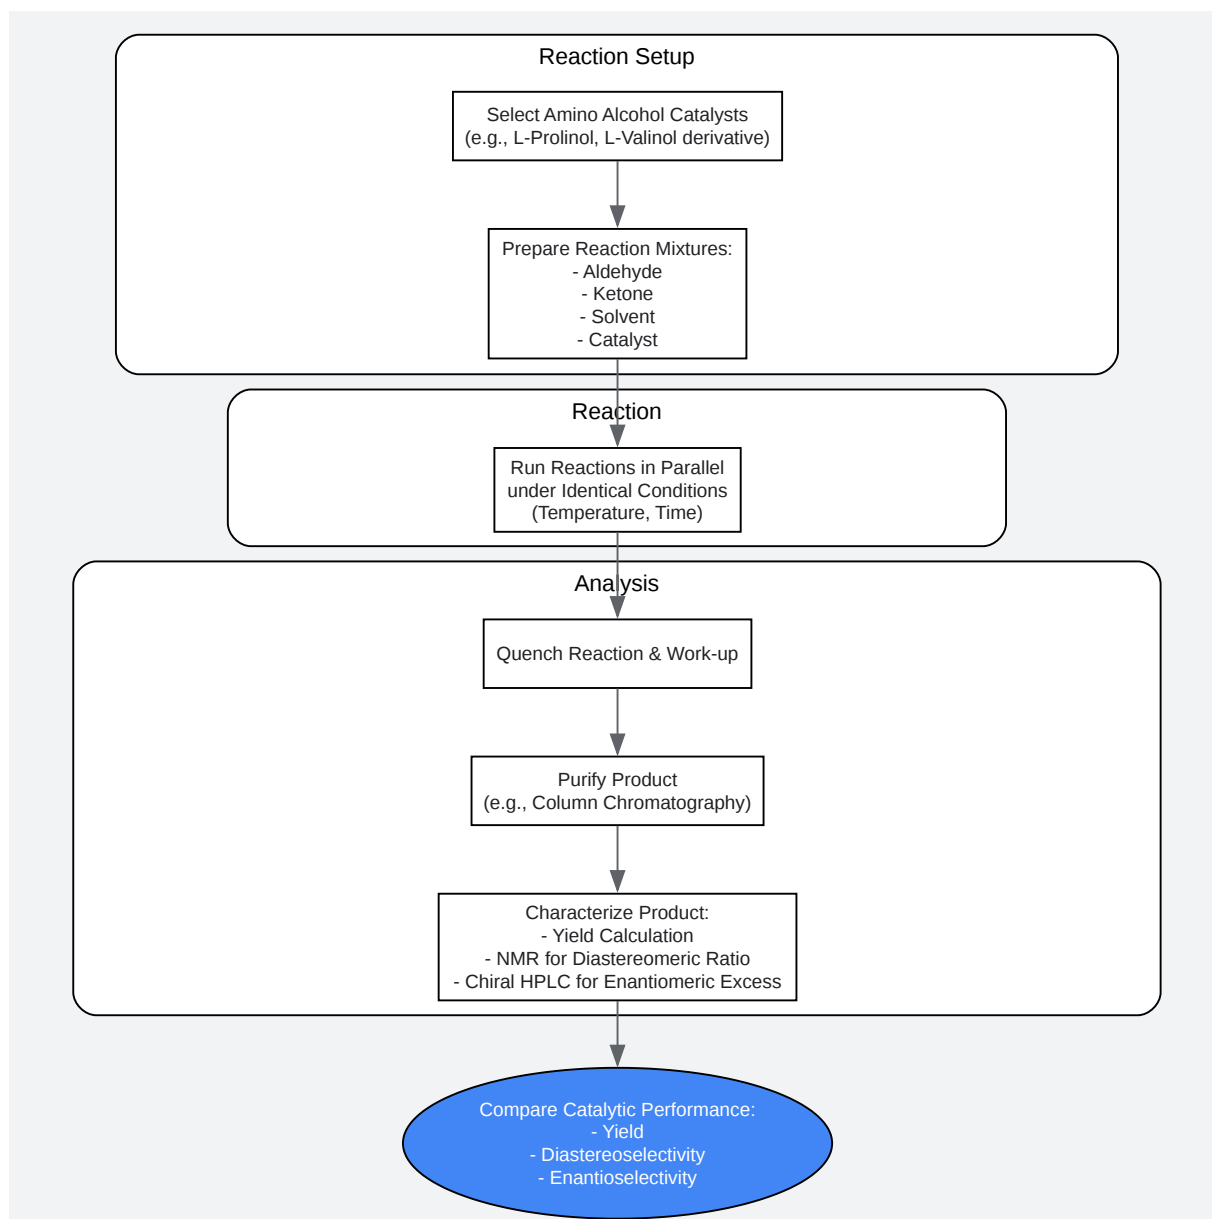 Reaction Setup
Select Amino Alcohol Catalysts
(e.g., L-Prolinol, L-Valinol derivative)
Prepare Reaction Mixtures:
- Aldehyde
- Ketone
- Solvent
- Catalyst
Reaction
Run Reactions in Parallel
under Identical Conditions
(Temperature, Time)
Analysis
Quench Reaction & Work-up
Purify Product
(e.g., Column Chromatography)
Characterize Product:
- Yield Calculation
- NMR for Diastereomeric Ratio
- Chiral HPLC for Enantiomeric Excess
Compare Catalytic Performance:
- Yield
- Diastereoselectivity
- Enantioselectivity